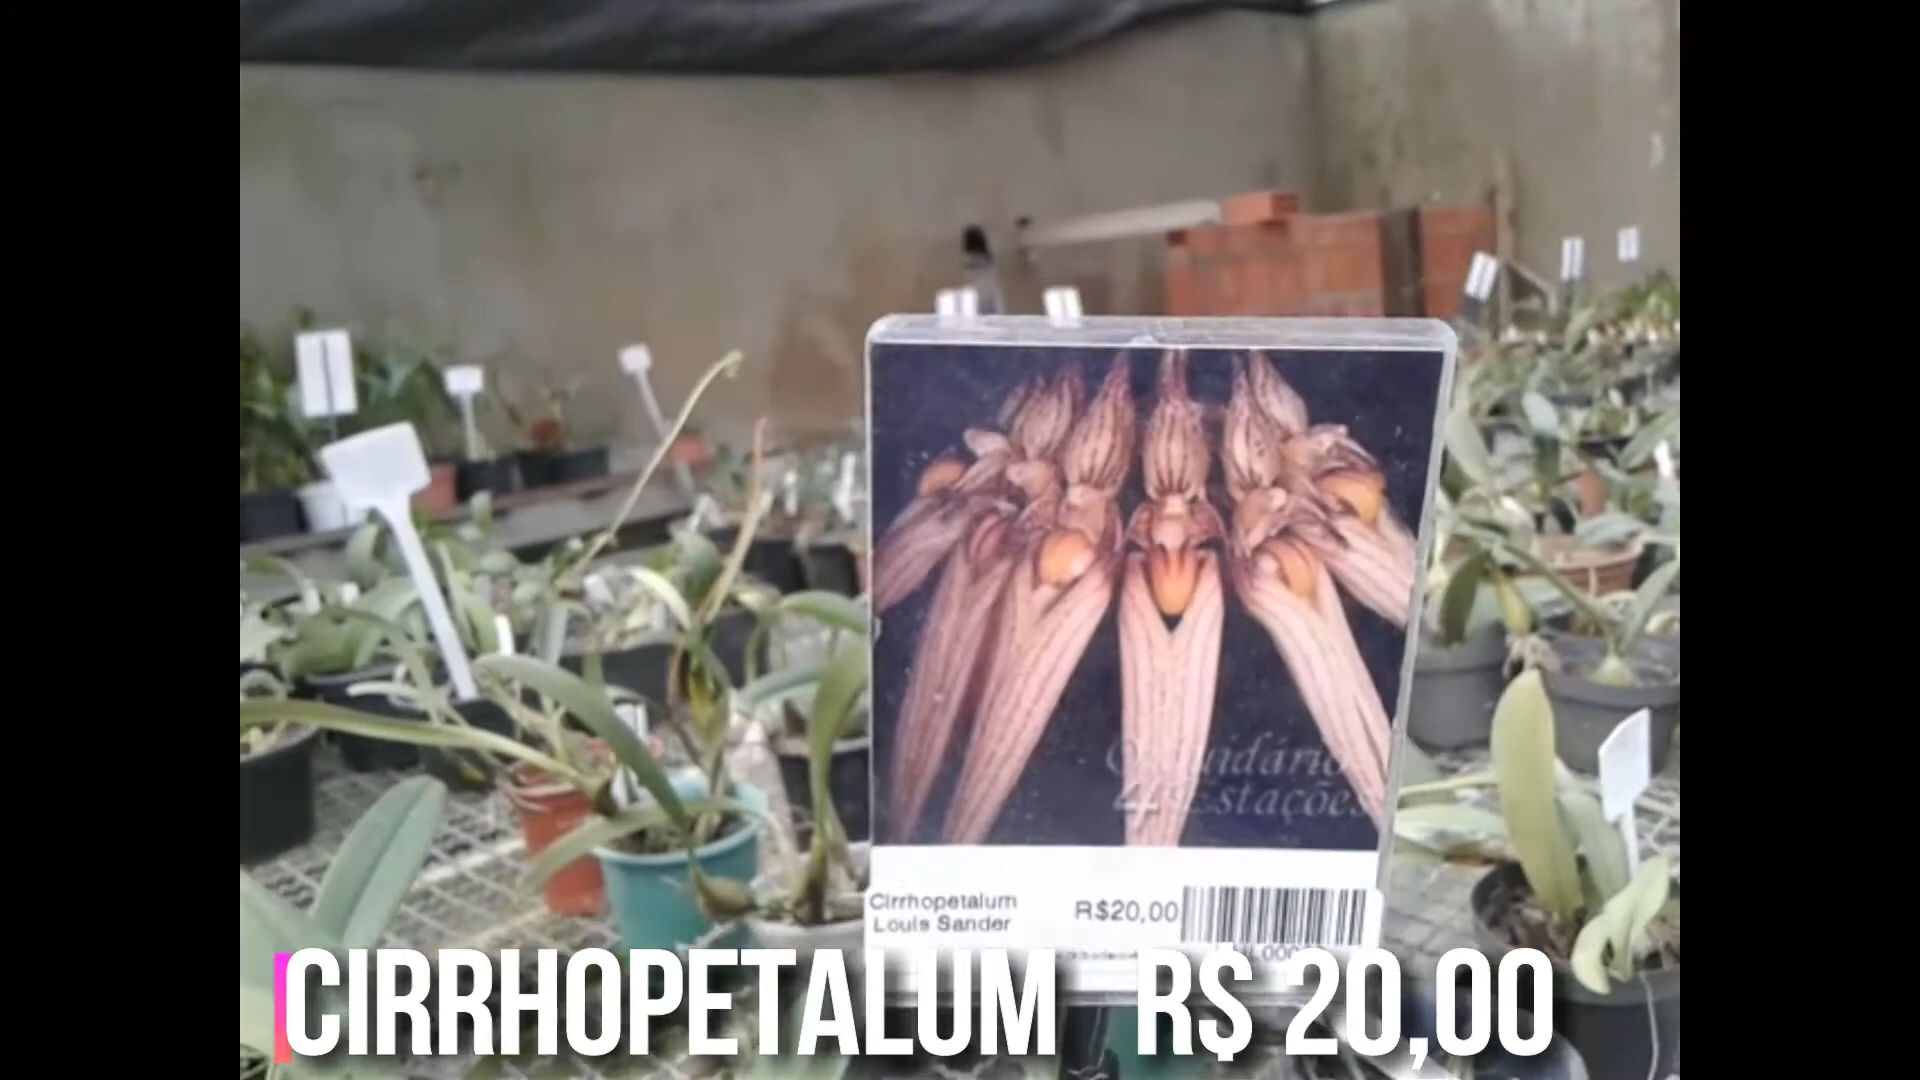 Orquidário
4 Estações
Cirrhopetalum
Louis Sander
R$20,00
CIRRHOPETALUM R$ 20,00